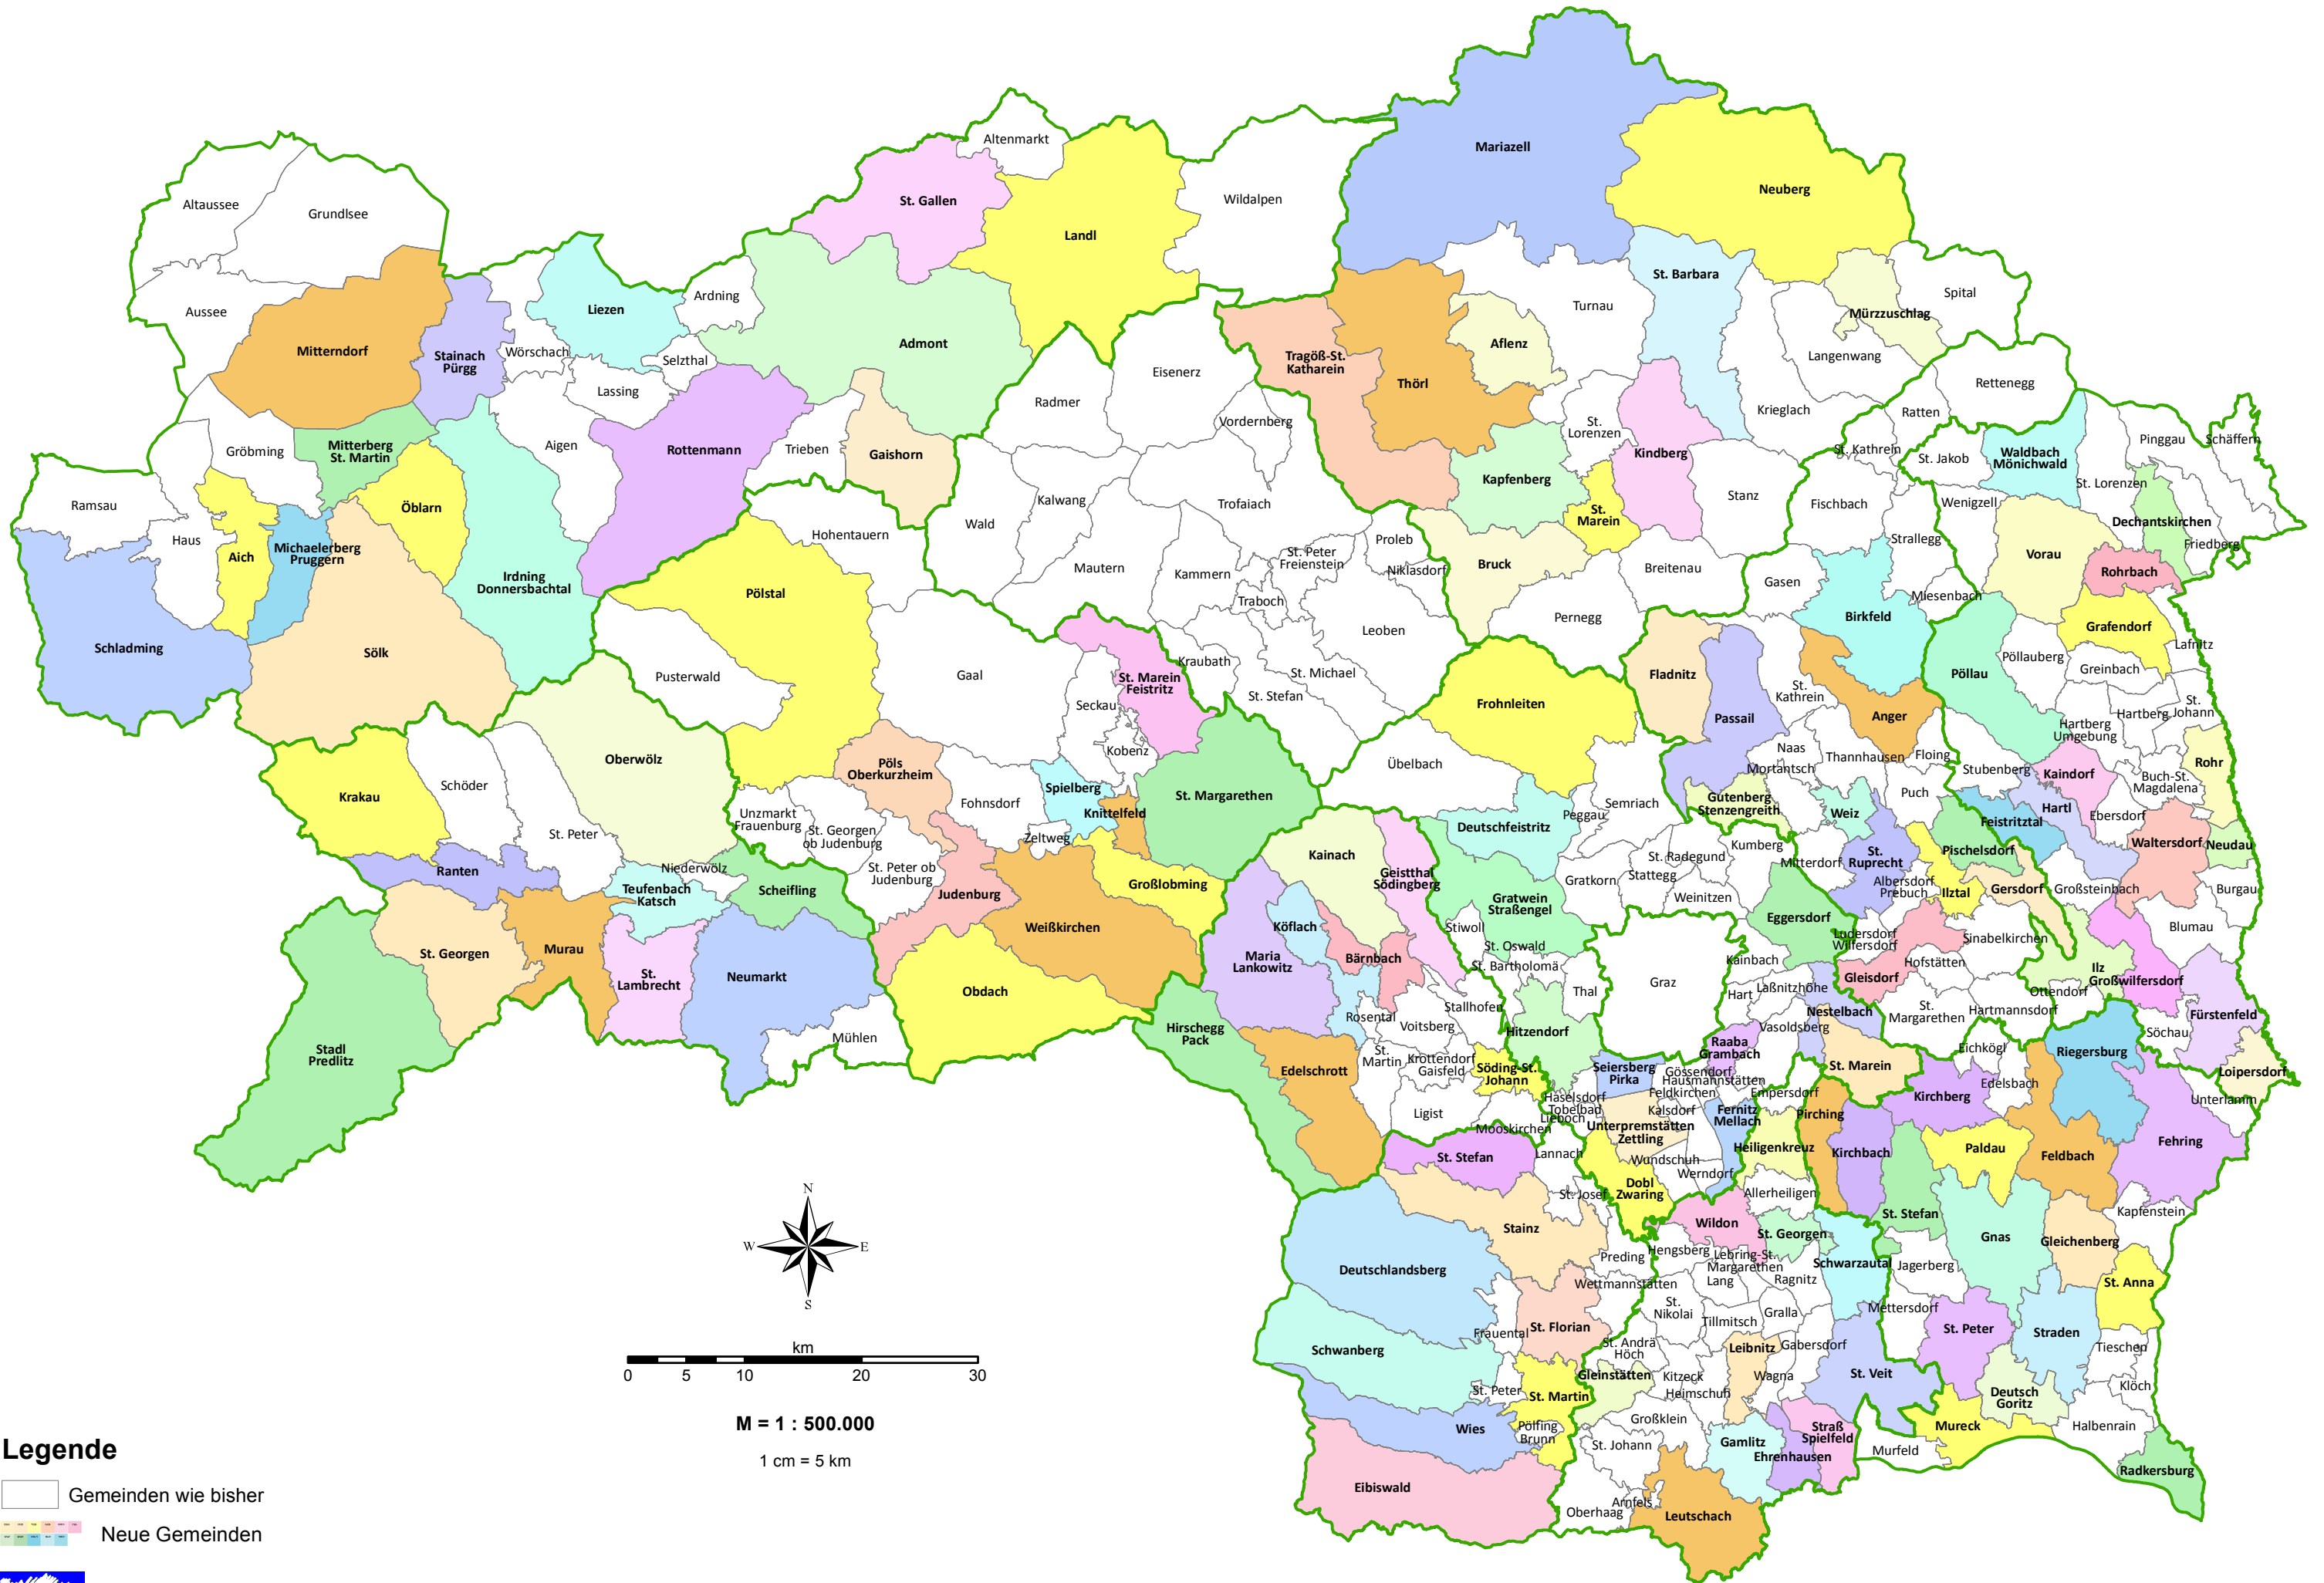 Altenmarkt
Mariazell
Neuberg
St. Gallen
Wildalpen
Altaussee
Grundlsee
Landl
St. Barbara
Spital
Ardning
Liezen
Turnau
Aussee
Mürzzuschlag
Mitterndorf
Stainach
Pürgg
Wörschach
Selzthal
Admont
Tragöß-St.
Katharein
Aflenz
Langenwang
Eisenerz
Thörl
Rettenegg
Lassing
Radmer
Vordernberg
Krieglach
Ratten
St.
Lorenzen
Gröbming
Mitterberg
St. Martin
Aigen
Rottenmann
Trieben
Gaishorn
Kindberg
St. Kathrein
St. Jakob
Waldbach
Mönichwald
Pinggau
Schäffern
Ramsau
Öblarn
Kapfenberg
St. Lorenzen
Kalwang
Trofaiach
Stanz
Fischbach
Wenigzell
St.
Marein
Dechantskirchen
Wald
Hohentauern
Haus
Aich
Michaelerberg
Pruggern
Proleb
Strallegg
Friedberg
St. Peter
Freienstein
Vorau
Irdning
Donnersbachtal
Mautern
Kammern
Niklasdorf
Bruck
Breitenau
Gasen
Rohrbach
Pölstal
Traboch
Miesenbach
Pernegg
Birkfeld
Grafendorf
Leoben
Schladming
Sölk
Lafnitz
Pöllauberg
Greinbach
Pusterwald
Gaal
St. Marein
Feistritz
Kraubath
St. Michael
Fladnitz
Pöllau
St. Stefan
St.
Kathrein
Seckau
Frohnleiten
Passail
Anger
Hartberg
St.
Johann
Hartberg
Umgebung
Kobenz
Naas
Thannhausen
Floing
Oberwölz
Pöls
Oberkurzheim
Übelbach
Mortantsch
Stubenberg
Kaindorf
Rohr
Krakau
Schöder
Spielberg
St. Margarethen
Gutenberg
Stenzengreith
Puch
Buch-St.
Magdalena
Fohnsdorf
Semriach
Hartl
Unzmarkt
Frauenburg
Knittelfeld
Peggau
Weiz
Ebersdorf
St. Peter
St. Georgen
ob Judenburg
Zeltweg
Deutschfeistritz
Feistritztal
Kumberg
Waltersdorf
Neudau
Ranten
Niederwölz
St. Peter ob
Judenburg
Kainach
St. Radegund
Mitterdorf
St.
Ruprecht
Pischelsdorf
Teufenbach
Katsch
Scheifling
Großlobming
Geistthal
Södingberg
Gratkorn
Stattegg
Albersdorf
Prebuch
Ilztal
Gersdorf
Großsteinbach
Burgau
Judenburg
Weinitzen
Gratwein
Straßengel
Eggersdorf
Köflach
Weißkirchen
Stiwoll
Ludersdorf
Wilfersdorf
Sinabelkirchen
Blumau
St. Georgen
Murau
St. Oswald
Maria
Lankowitz
Bärnbach
St. Bartholomä
Kainbach
Hofstätten
Ilz
Großwilfersdorf
St.
Lambrecht
Neumarkt
Obdach
Graz
Gleisdorf
Laßnitzhöhe
Thal
Hart
Ottendorf
Stallhofen
St.
Margarethen
Hartmannsdorf
Rosental
Voitsberg
Nestelbach
Fürstenfeld
Hirschegg
Pack
Hitzendorf
Vasoldsberg
Söchau
Mühlen
Raaba
Grambach
Eichkögl
Riegersburg
Stadl
Predlitz
St.
Martin
Krottendorf
Gaisfeld
Söding-St.
Johann
Seiersberg
Pirka
Gössendorf
St. Marein
Edelschrott
Hausmannstätten
Edelsbach
Loipersdorf
Haselsdorf
Tobelbad
Feldkirchen
Empersdorf
Kirchberg
Unterlamm
Ligist
Lieboch
Kalsdorf
Fernitz
Mellach
Pirching
Mooskirchen
Unterpremstätten
Zettling
Fehring
St. Stefan
Lannach
Heiligenkreuz
Kirchbach
Paldau
Feldbach
Wundschuh
Werndorf
N
St. Josef
Dobl
Zwaring
Allerheiligen
Kapfenstein
St. Stefan
Stainz
Wildon
St. Georgen
Gnas
Gleichenberg
W
E
Preding
Hengsberg
Lebring-St.
Margarethen
Schwarzautal
Jagerberg
Deutschlandsberg
Wettmannstätten
Lang
Ragnitz
St. Anna
S
St.
Nikolai
Gralla
Mettersdorf
Tillmitsch
Frauental
St. Florian
St. Peter
Straden
km
Schwanberg
St. Andrä
Höch
Leibnitz
Gabersdorf
Tieschen
0
5
10
20
30
Gleinstätten
Kitzeck
Wagna
St. Veit
Klöch
St. Peter
St. Martin
Heimschuh
Deutsch
Goritz
M = 1 : 500.000
Wies
Pölfing
Brunn
Großklein
Straß
Spielfeld
Mureck
Halbenrain
Legende
1 cm = 5 km
St. Johann
Gamlitz
Ehrenhausen
Murfeld
Radkersburg
Gemeinden wie bisher
Eibiswald
Arnfels
Oberhaag
Leutschach
Neue Gemeinden